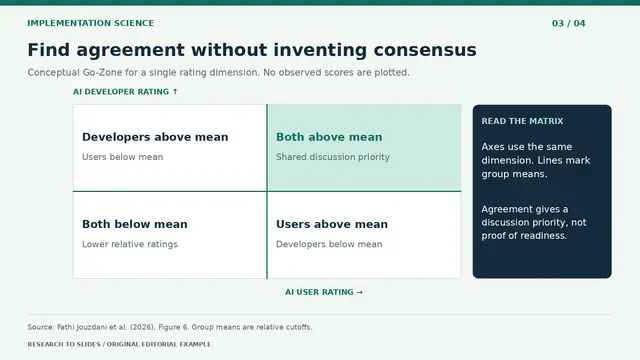 IMPLEMENTATION SCIENCE
03 / 04
Find agreement without inventing consensus
Conceptual Go-Zone for a single rating dimension. No observed scores are plotted.
AI DEVELOPER RATING ↑
Developers above mean
Users below mean
Both above mean
Shared discussion priority
Both below mean
Lower relative ratings
Users above mean
Developers below mean
AI USER RATING →
READ THE MATRIX
Axes use the same
dimension. Lines mark
group means.
Agreement gives a
discussion priority, not
proof of readiness.
Source: Fathi Jouzdani et al. (2026), Figure 6. Group means are relative cutoffs.
RESEARCH TO SLIDES / ORIGINAL EDITORIAL EXAMPLE